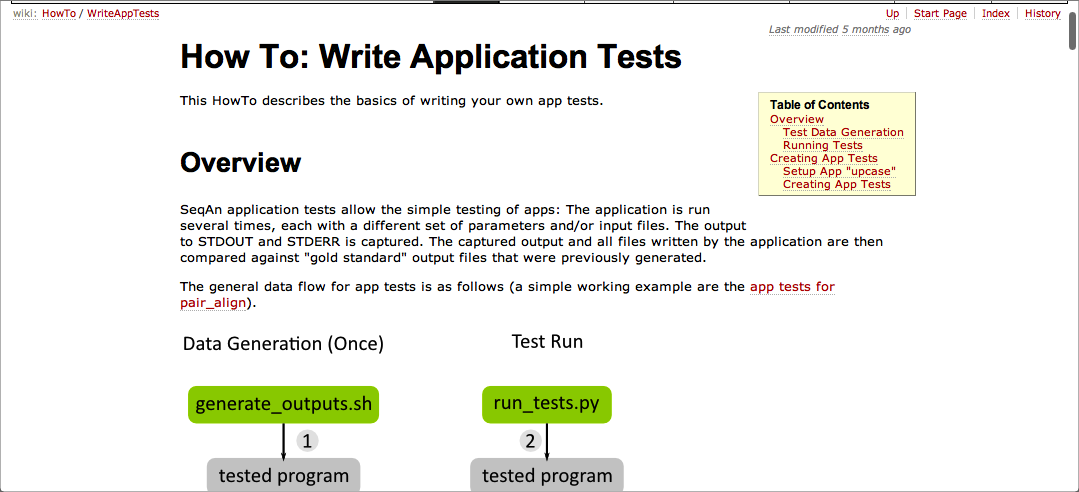 wiki: HowTo / WriteAppTests
Up Start Page Index History
Last modified 5 months ago
How To: Write Application Tests
This HowTo describes the basics of writing your own app tests.
Table of Contents
Overview
Test Data Generation
Running Tests
Creating App Tests
Setup App "upcase"
Creating App Tests
Overview
SeqAn application tests allow the simple testing of apps: The application is run
several times, each with a different set of parameters and/or input files. The output
to STDOUT and STDERR is captured. The captured output and all files written by the application are then
compared against "gold standard" output files that were previously generated.
The general data flow for app tests is as follows (a simple working example are the app tests for
pair_align).
Data Generation (Once)
Test Run
generate_outputs.sh
run_tests.py
1
2
tested program
tested program